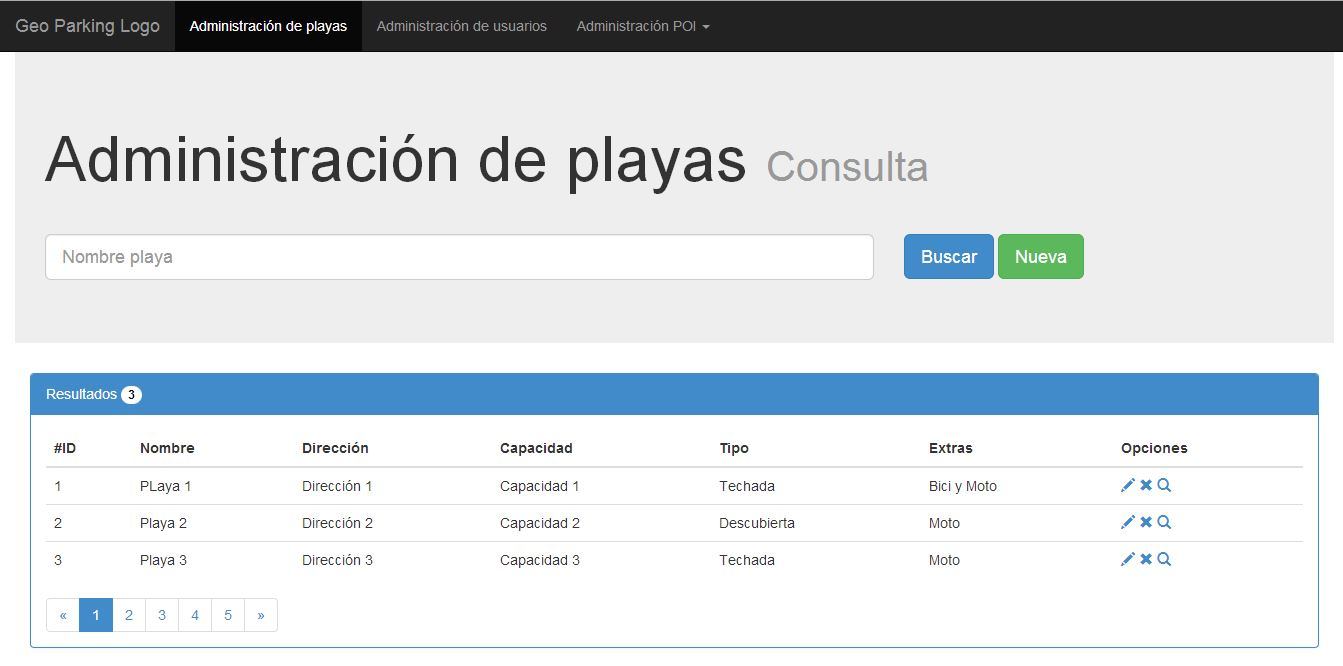 Geo Parking Logo Administración de playas Administración de usuarios Administración POI
Administración de playas Consulta
Nombre playa Buscar Nueva
Resultados 3
#ID Nombre Dirección Capacidad Tipo Extras Opciones
1 PLaya 1 Dirección 1 Capacidad 1 Techada Bici y Moto
2 Playa 2 Dirección 2 Capacidad 2 Descubierta Moto
3 Playa 3 Dirección 3 Capacidad 3 Techada Moto
« 1 2 3 4 5 »